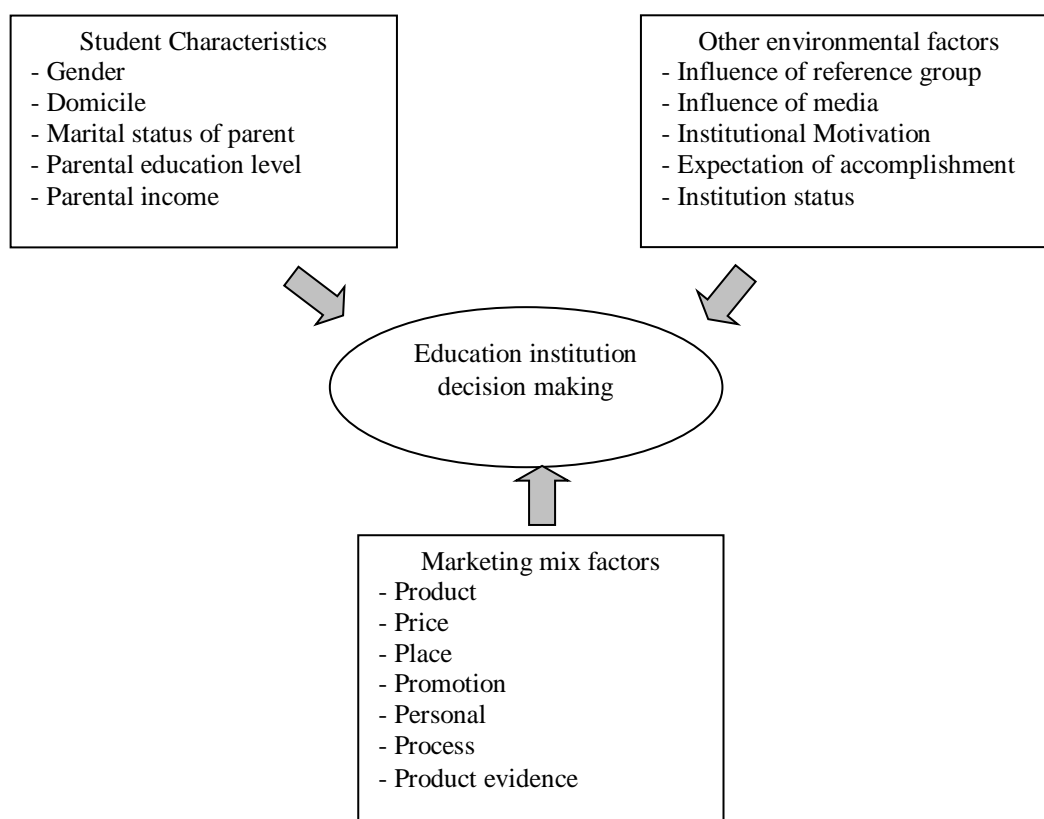 Student Characteristics
- Gender
- Domicile
- Marital status of parent
- Parental education level
- Parental income
Other environmental factors
- Influence of reference group
- Influence of media
- Institutional Motivation
- Expectation of accomplishment
- Institution status
Education institution
decision making
Marketing mix factors
- Product
- Price
- Place
- Promotion
- Personal
- Process
- Product evidence